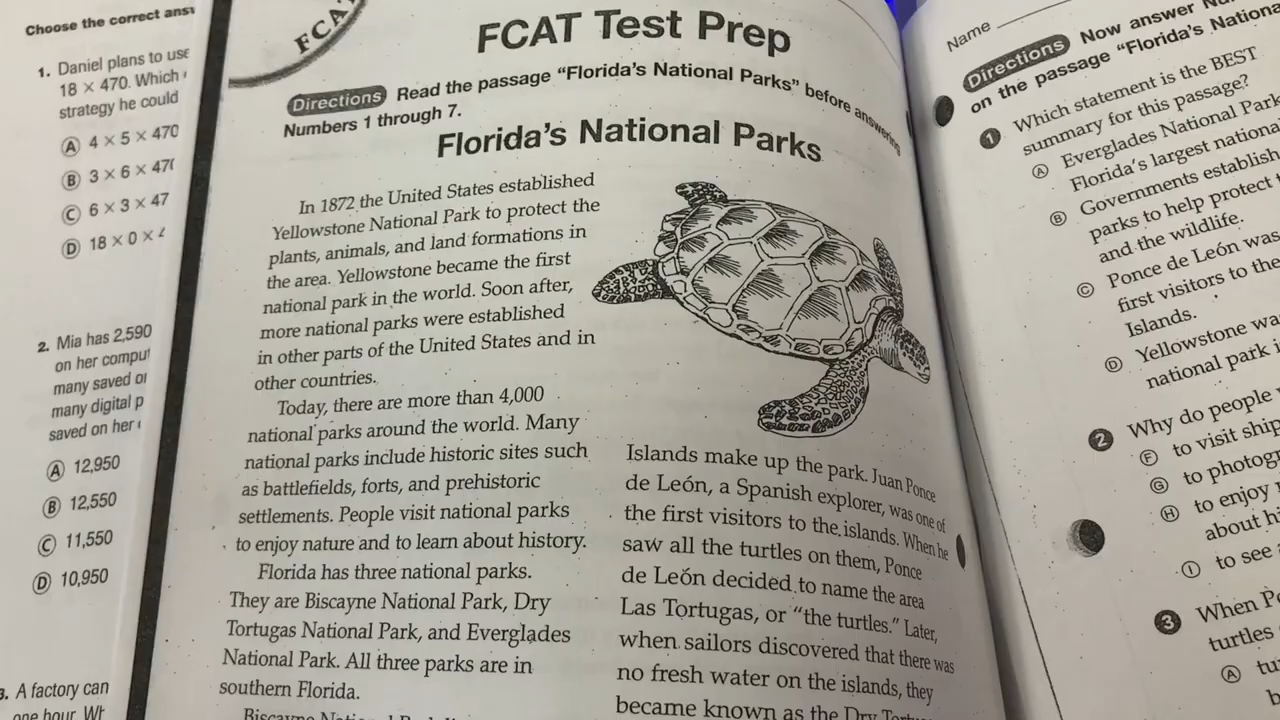 Choose the correct
1. Daniel plans to use
18 × 470. Which
strategy he could
A 4 × 5 × 470
B 3 × 6 × 470
C 6 × 3 × 47
D 18 × 0 ×
2. Mia has 2,590
on her
many saved
many digital
saved on her
A 12,950
B 12,550
C 11,550
D 10,950
3. A factory can
one hour.
FCAT
FCAT Test Prep
Directions Read the passage "Florida's National Parks" before answering
Numbers 1 through 7.
Florida's National Parks
In 1872 the United States established
Yellowstone National Park to protect the
plants, animals, and land formations in
the area. Yellowstone became the first
national park in the world. Soon after,
more national parks were established
in other parts of the United States and in
other countries.
Today, there are more than 4,000
national parks around the world. Many
national parks include historic sites such
as battlefields, forts, and prehistoric
settlements. People visit national parks
to enjoy nature and to learn about history.
Florida has three national parks.
They are Biscayne National Park, Dry
Tortugas National Park, and Everglades
National Park. All three parks are in
southern Florida.
Biscayne
Islands make up the park. Juan Ponce
de León, a Spanish explorer, was one of
the first visitors to the islands. When he
saw all the turtles on them, Ponce
de León decided to name the area
Las Tortugas, or "the turtles." Later,
when sailors discovered that there was
no fresh water on the islands, they
became known as the Dry
Name
Directions Now answer
on the passage "Florida's
1 Which statement is the BEST
summary for this passage?
A Everglades National Park
Florida's largest national
B Governments establish
parks to help protect
and the wildlife.
C Ponce de León was
first visitors to the
Islands.
D Yellowstone was
national park
2 Why do people
F to visit
G to
H to enjoy
about
I to see
3 When
turtles
A